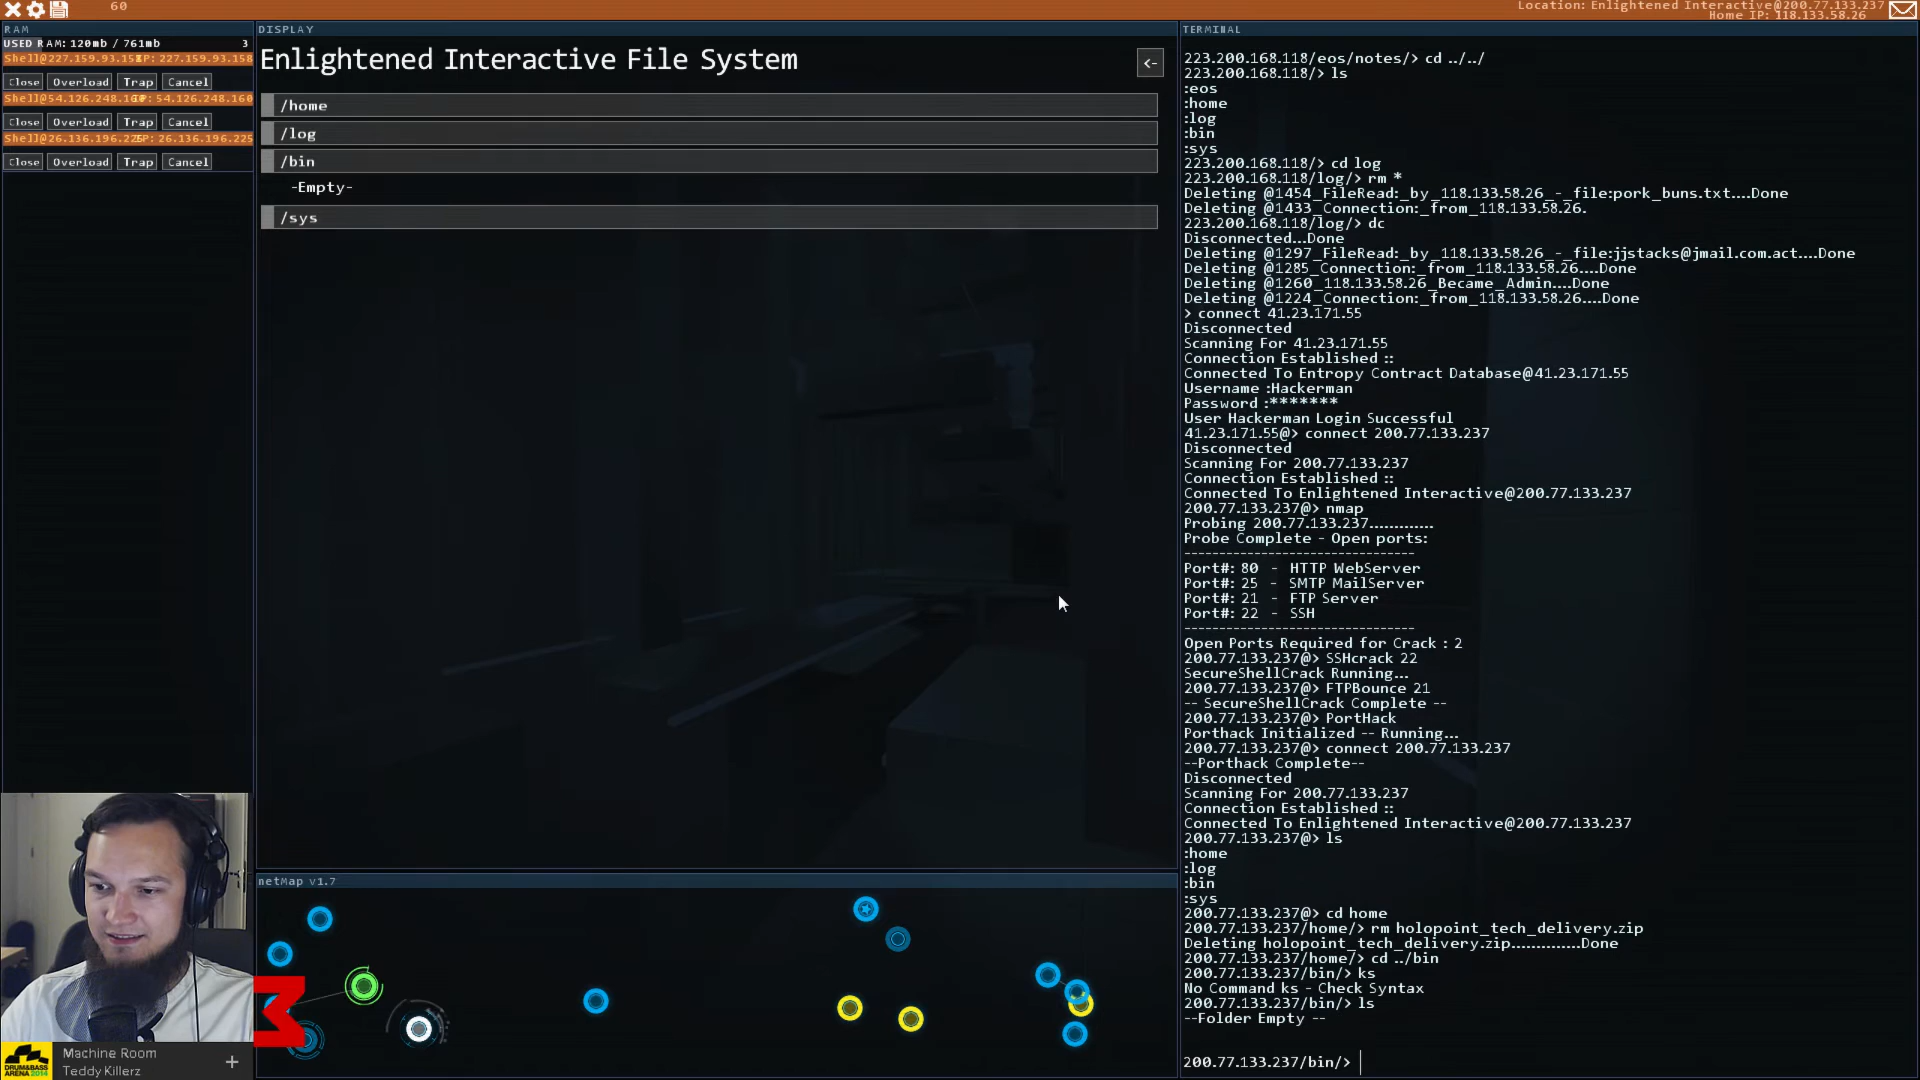 60
Location: Enlightened Interactive@200.77.133.237
Home IP: 118.133.58.26
RAM
USED RAM: 120mb / 761mb 3
Shell@227.159.93.158 IP: 227.159.93.158
Close Overload Trap Cancel
Shell@54.126.248.160 IP: 54.126.248.160
Close Overload Trap Cancel
Shell@26.136.196.225 IP: 26.136.196.225
Close Overload Trap Cancel
DISPLAY
Enlightened Interactive File System
<-
/home
/log
/bin
-Empty-
/sys
netMap v1.7
Machine Room
Teddy Killerz
+
DRUM&BASS
ARENA 2014
TERMINAL
223.200.168.118/eos/notes/> cd ../../
223.200.168.118/> ls
:eos
:home
:log
:bin
:sys
223.200.168.118/> cd log
223.200.168.118/log/> rm *
Deleting @1454_FileRead:_by_118.133.58.26_-_file:pork_buns.txt....Done
Deleting @1433_Connection:_from_118.133.58.26.
223.200.168.118/log/> dc
Disconnected...Done
Deleting @1297_FileRead:_by_118.133.58.26_-_file:jjstacks@jmail.com.act....Done
Deleting @1285_Connection:_from_118.133.58.26....Done
Deleting @1260_118.133.58.26_Became_Admin....Done
Deleting @1224_Connection:_from_118.133.58.26....Done
> connect 41.23.171.55
Disconnected
Scanning For 41.23.171.55
Connection Established ::
Connected To Entropy Contract Database@41.23.171.55
Username :Hackerman
Password :*******
User Hackerman Login Successful
41.23.171.55@> connect 200.77.133.237
Disconnected
Scanning For 200.77.133.237
Connection Established ::
Connected To Enlightened Interactive@200.77.133.237
200.77.133.237@> nmap
Probing 200.77.133.237.............
Probe Complete - Open ports:
---------------------------------
Port#: 80 - HTTP WebServer
Port#: 25 - SMTP MailServer
Port#: 21 - FTP Server
Port#: 22 - SSH
---------------------------------
Open Ports Required for Crack : 2
200.77.133.237@> SSHcrack 22
SecureShellCrack Running...
200.77.133.237@> FTPBounce 21
-- SecureShellCrack Complete --
200.77.133.237@> PortHack
Porthack Initialized -- Running...
200.77.133.237@> connect 200.77.133.237
--Porthack Complete--
Disconnected
Scanning For 200.77.133.237
Connection Established ::
Connected To Enlightened Interactive@200.77.133.237
200.77.133.237@> ls
:home
:log
:bin
:sys
200.77.133.237@> cd home
200.77.133.237/home/> rm holopoint_tech_delivery.zip
Deleting holopoint_tech_delivery.zip..............Done
200.77.133.237/home/> cd ../bin
200.77.133.237/bin/> ks
No Command ks - Check Syntax
200.77.133.237/bin/> ls
--Folder Empty --
200.77.133.237/bin/>